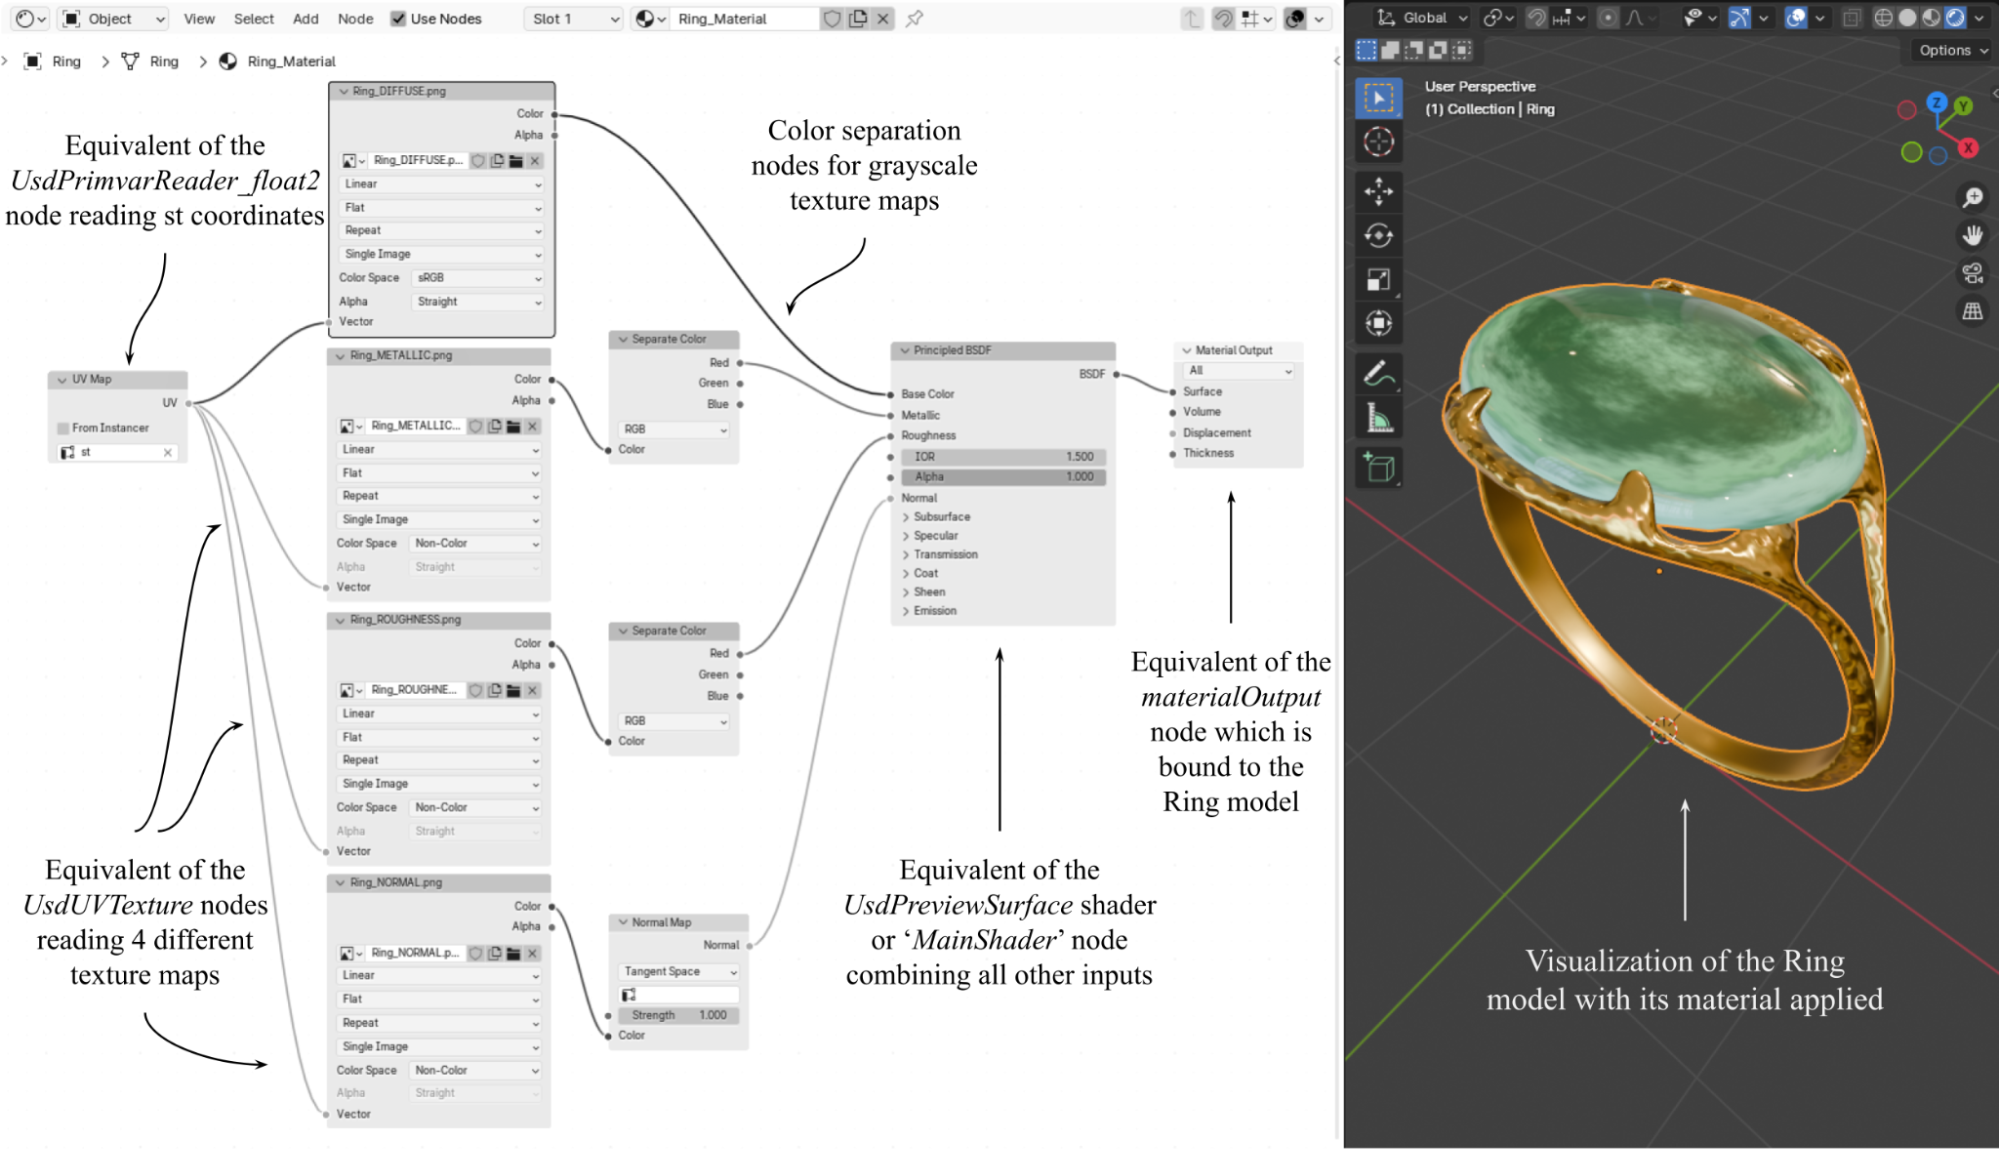 Object View Select Add Node Use Nodes Slot 1 Ring_Material
Ring Ring Ring_Material
Equivalent of the
UsdPrimvarReader_float2
node reading st coordinates
UV Map
UV
From Instancer
st
Equivalent of the
UsdUVTexture nodes
reading 4 different
texture maps
Ring_DIFFUSE.png
Color
Alpha
Ring_DIFFUSE.p...
Linear
Flat
Repeat
Single Image
Color Space sRGB
Alpha Straight
Vector
Ring_METALLIC.png
Color
Alpha
Ring_METALLIC...
Linear
Flat
Repeat
Single Image
Color Space Non-Color
Alpha Straight
Vector
Ring_ROUGHNESS.png
Color
Alpha
Ring_ROUGHNE...
Linear
Flat
Repeat
Single Image
Color Space Non-Color
Alpha Straight
Vector
Ring_NORMAL.png
Color
Alpha
Ring_NORMAL.p...
Linear
Flat
Repeat
Single Image
Color Space Non-Color
Alpha Straight
Vector
Color separation
nodes for grayscale
texture maps
Separate Color
Red
Green
Blue
RGB
Color
Separate Color
Red
Green
Blue
RGB
Color
Normal Map
Normal
Tangent Space
Strength 1.000
Color
Principled BSDF
BSDF
Base Color
Metallic
Roughness
IOR 1.500
Alpha 1.000
Normal
Subsurface
Specular
Transmission
Coat
Sheen
Emission
Equivalent of the
UsdPreviewSurface shader
or ‘MainShader’ node
combining all other inputs
Material Output
All
Surface
Volume
Displacement
Thickness
Equivalent of the
materialOutput
node which is
bound to the
Ring model
Global
Options
User Perspective
(1) Collection | Ring
Z
Y
X
Visualization of the Ring
model with its material applied